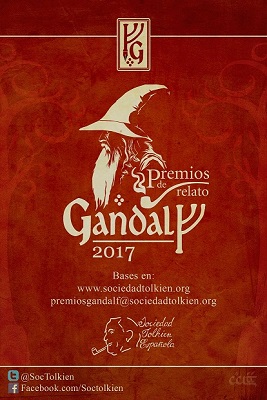 Premios
de
relato
Gandalf
2017
Bases en:
www.sociedadtolkien.org
premiosgandalf@sociedadtolkien.org
Sociedad
Tolkien
Española
@SocTolkien
Facebook.com/Soctolkien